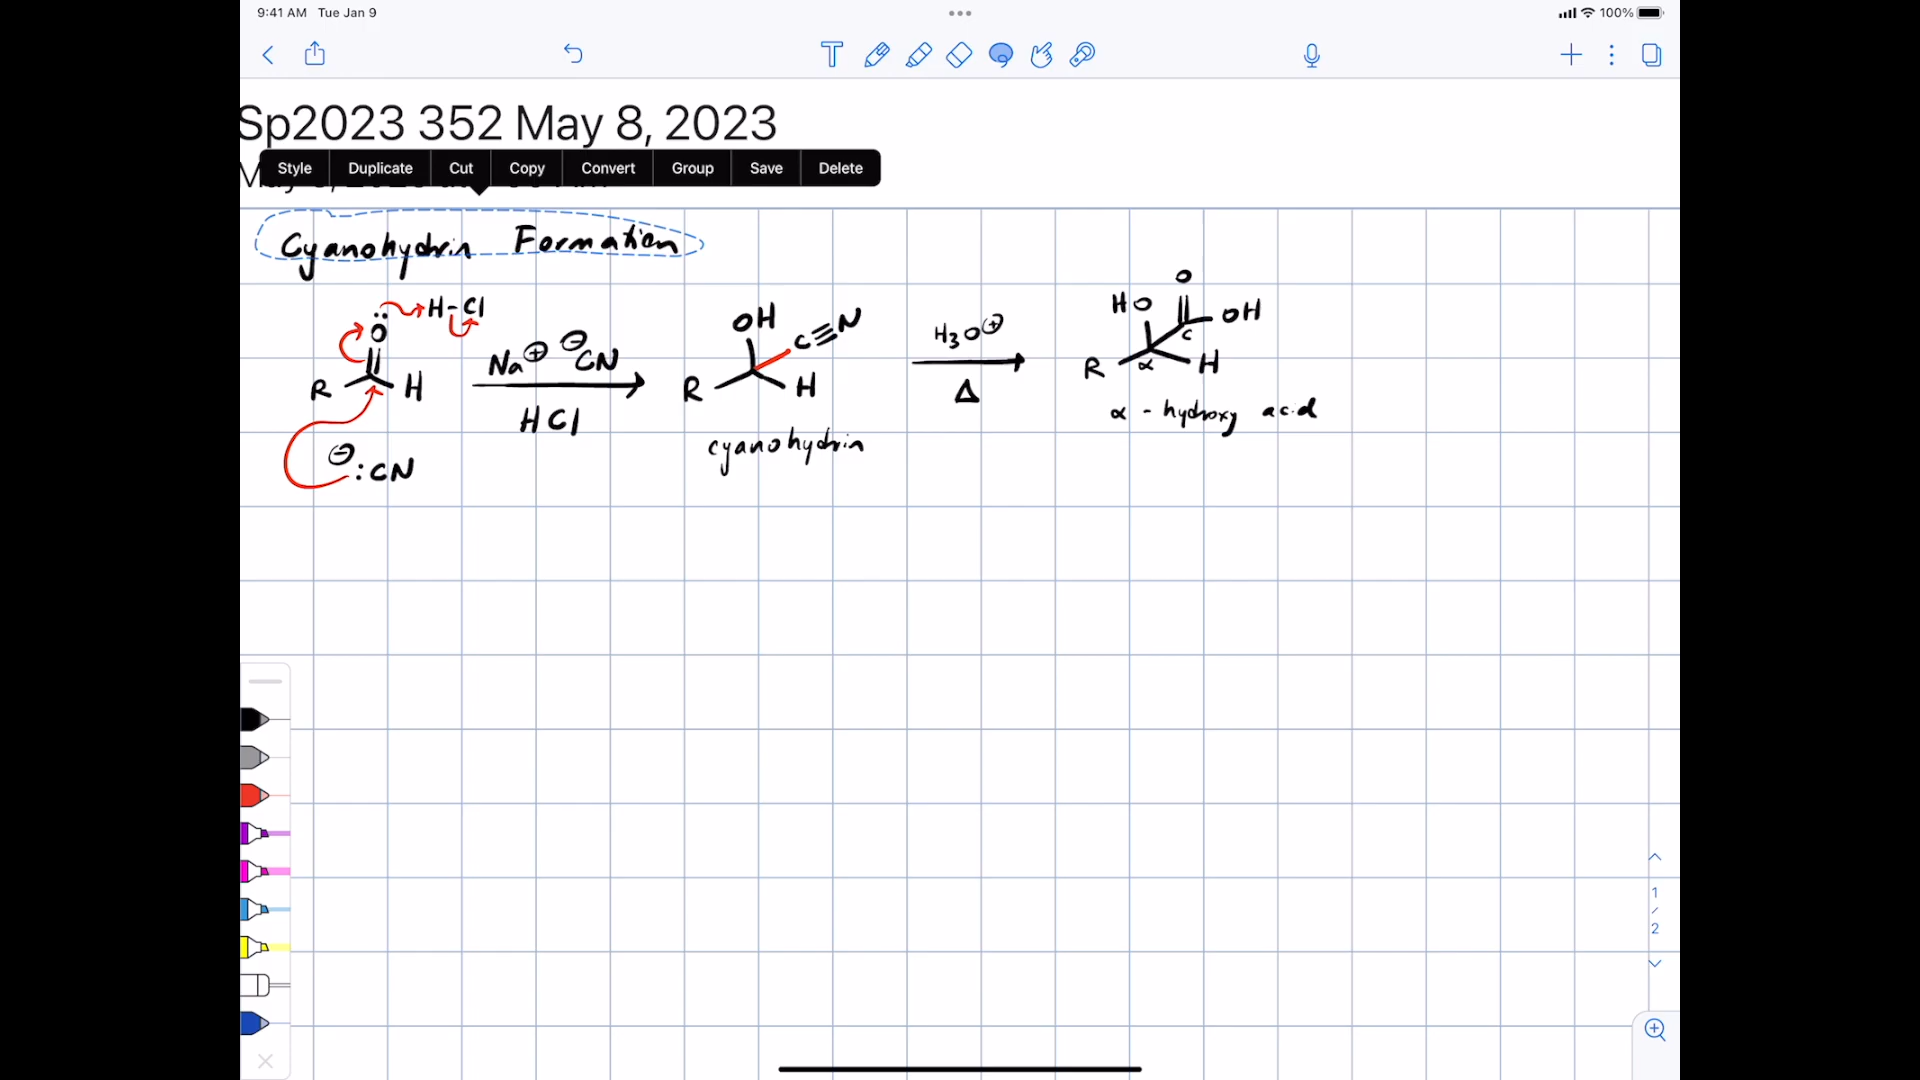 9:41 AM Tue Jan 9
100%
T
Sp2023 352 May 8, 2023
Style Duplicate Cut Copy Convert Group Save Delete
Cyanohydrin Formation
O
HO
:
OH
H-Cl
O
R
H
Na⊕ ⊖CN
HCl
⊖:CN
OH
C≡N
R
H
cyanohydrin
H₃O⊕
Δ
C
R
α
H
α - hydroxy acid
1
/
2